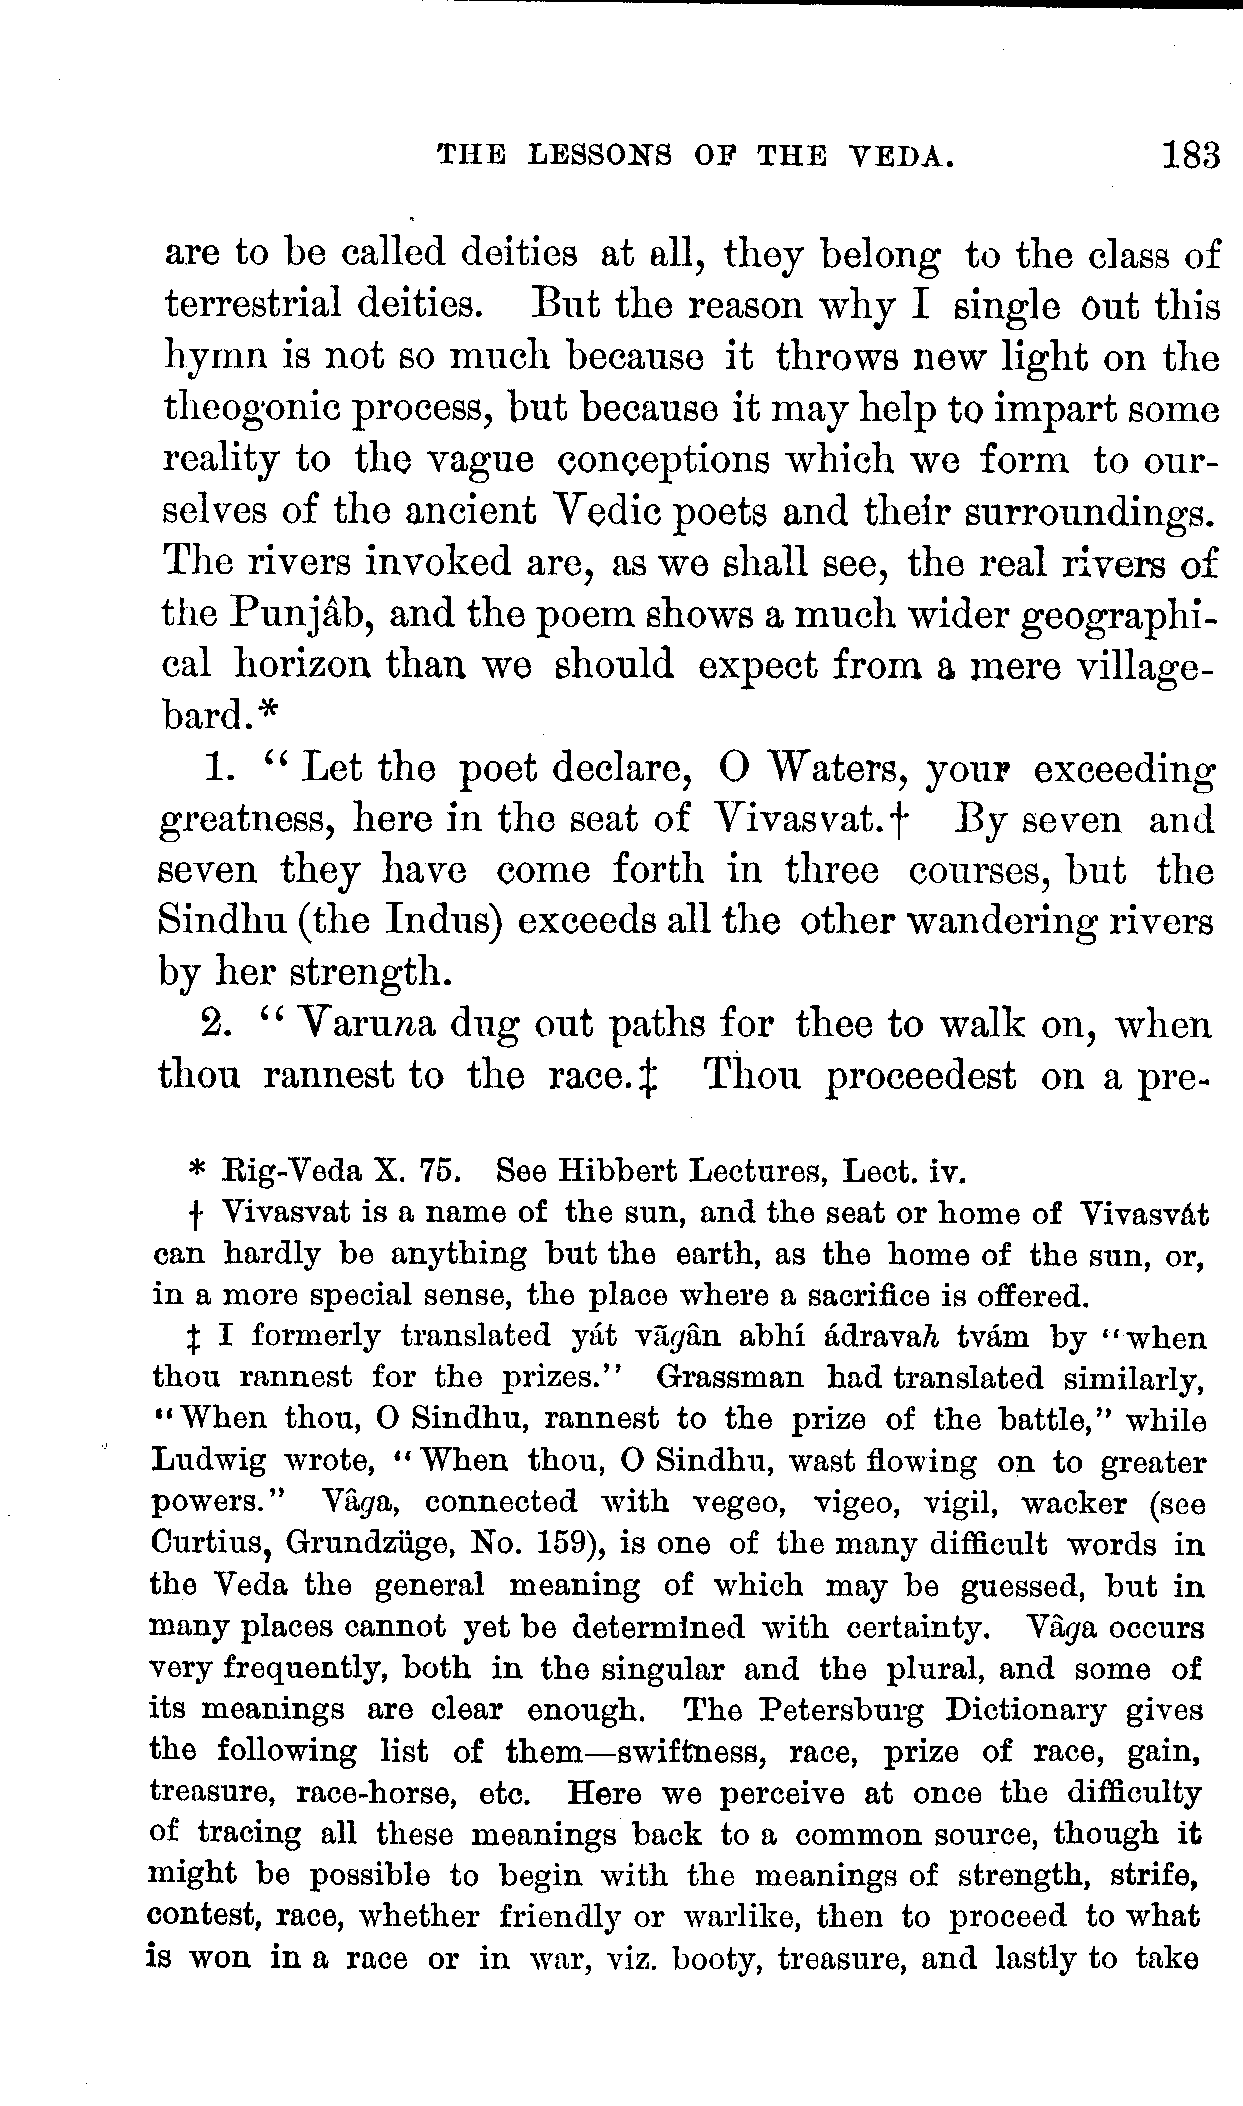 THE LESSONS OF THE VEDA. 183
are to be called deities at all, they belong to the class of
terrestrial deities. But the reason why I single out this
hymn is not so much because it throws new light on the
theogonic process, but because it may help to impart some
reality to the vague conceptions which we form to our-
selves of the ancient Vedic poets and their surroundings.
The rivers invoked are, as we shall see, the real rivers of
the Punjâb, and the poem shows a much wider geographi-
cal horizon than we should expect from a mere village-
bard.*
1. “ Let the poet declare, O Waters, your exceeding
greatness, here in the seat of Vivasvat.† By seven and
seven they have come forth in three courses, but the
Sindhu (the Indus) exceeds all the other wandering rivers
by her strength.
2. “ Varuna dug out paths for thee to walk on, when
thou rannest to the race.‡ Thou proceedest on a pre-
* Rig-Veda X. 75. See Hibbert Lectures, Lect. iv.
† Vivasvat is a name of the sun, and the seat or home of Vivasvát
can hardly be anything but the earth, as the home of the sun, or,
in a more special sense, the place where a sacrifice is offered.
‡ I formerly translated yát vāgân abhí ádravah tvám by “when
thou rannest for the prizes.” Grassman had translated similarly,
“When thou, O Sindhu, rannest to the prize of the battle,” while
Ludwig wrote, “When thou, O Sindhu, wast flowing on to greater
powers.” Vâga, connected with vegeo, vigeo, vigil, wacker (see
Curtius, Grundzüge, No. 159), is one of the many difficult words in
the Veda the general meaning of which may be guessed, but in
many places cannot yet be determined with certainty. Vâga occurs
very frequently, both in the singular and the plural, and some of
its meanings are clear enough. The Petersburg Dictionary gives
the following list of them—swiftness, race, prize of race, gain,
treasure, race-horse, etc. Here we perceive at once the difficulty
of tracing all these meanings back to a common source, though it
might be possible to begin with the meanings of strength, strife,
contest, race, whether friendly or warlike, then to proceed to what
is won in a race or in war, viz. booty, treasure, and lastly to take